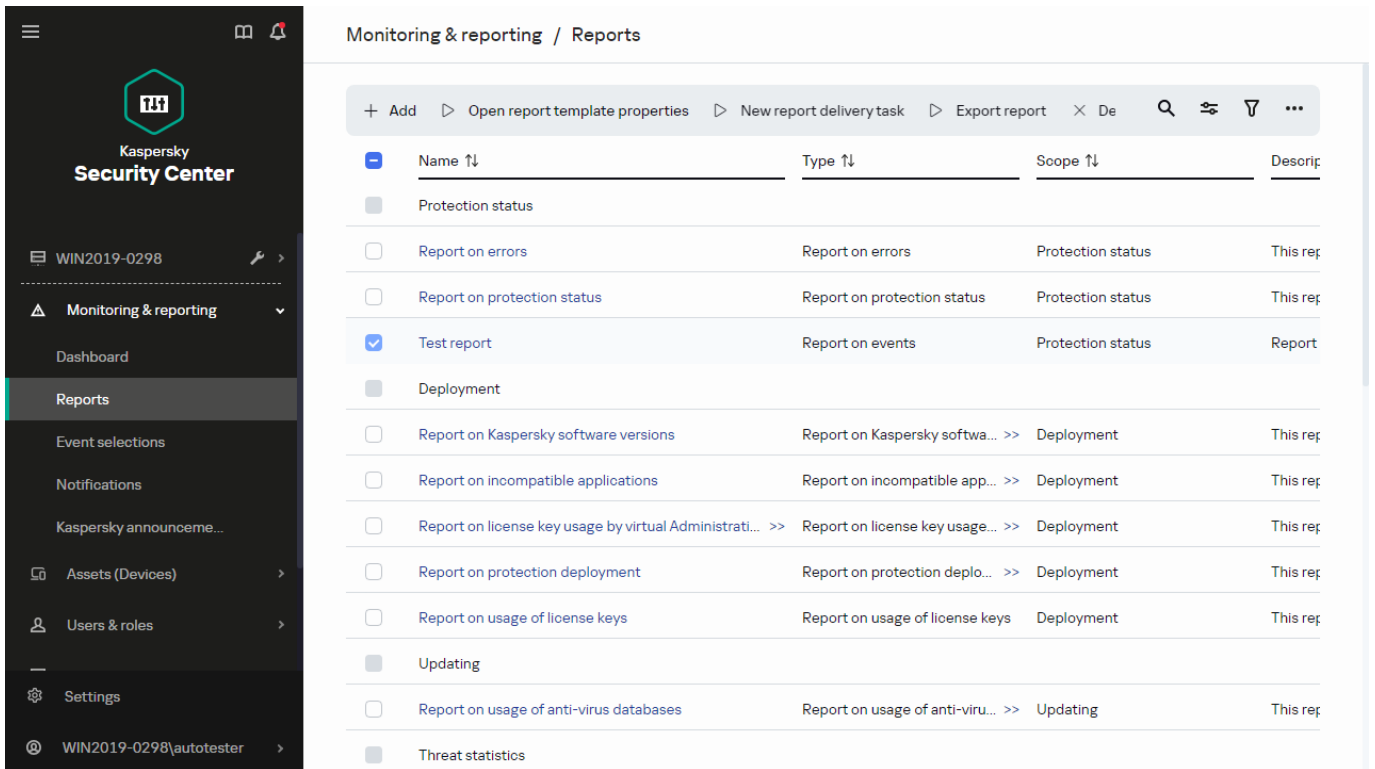 Monitoring & reporting / Reports
Kaspersky
Security Center
WIN2019-0298
Monitoring & reporting
Dashboard
Reports
Event selections
Notifications
Kaspersky announceme...
Assets (Devices)
Users & roles
Settings
WIN2019-0298\autotester
+ Add Open report template properties New report delivery task Export report × De
Name Type Scope Descrip
Protection status
Report on errors Report on errors Protection status This rep
Report on protection status Report on protection status Protection status This rep
Test report Report on events Protection status Report
Deployment
Report on Kaspersky software versions Report on Kaspersky softwa... >> Deployment This rep
Report on incompatible applications Report on incompatible app... >> Deployment This rep
Report on license key usage by virtual Administrati... >> Report on license key usage... >> Deployment This rep
Report on protection deployment Report on protection deplo... >> Deployment This rep
Report on usage of license keys Report on usage of license keys Deployment This rep
Updating
Report on usage of anti-virus databases Report on usage of anti-viru... >> Updating This rep
Threat statistics